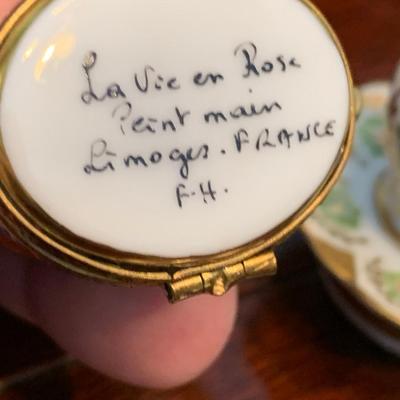 La Vie en Rose
Peint main
Limoges. FRANCE
F.H.